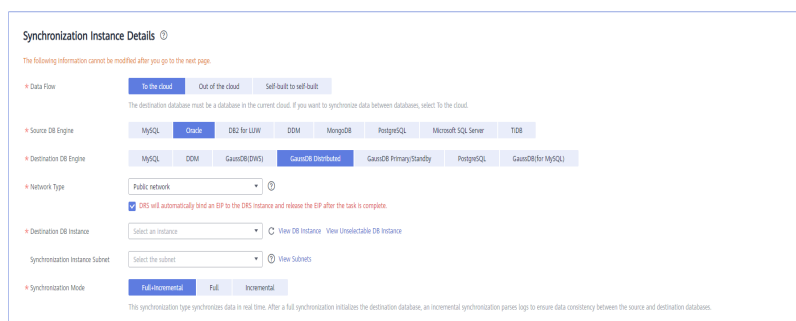 Synchronization Instance Details ?
The following information cannot be modified after you go to the next page.
* Data Flow To the cloud Out of the cloud Self-built to self-built
The destination database must be a database in the current cloud. If you want to synchronize data between databases, select To the cloud.
* Source DB Engine MySQL Oracle DB2 for LUW DDM MongoDB PostgreSQL Microsoft SQL Server TiDB
* Destination DB Engine MySQL DDM GaussDB(DWS) GaussDB Distributed GaussDB Primary/Standby PostgreSQL GaussDB(for MySQL)
* Network Type Public network ?
DRS will automatically bind an EIP to the DRS instance and release the EIP after the task is complete.
* Destination DB Instance Select an instance View DB Instance View Unselectable DB Instance
Synchronization Instance Subnet Select the subnet ? View Subnets
* Synchronization Mode Full+Incremental Full Incremental
This synchronization type synchronizes data in real time, After a full synchronization initializes the destination database, an incremental synchronization parses logs to ensure data consistency between the source and destination databases.